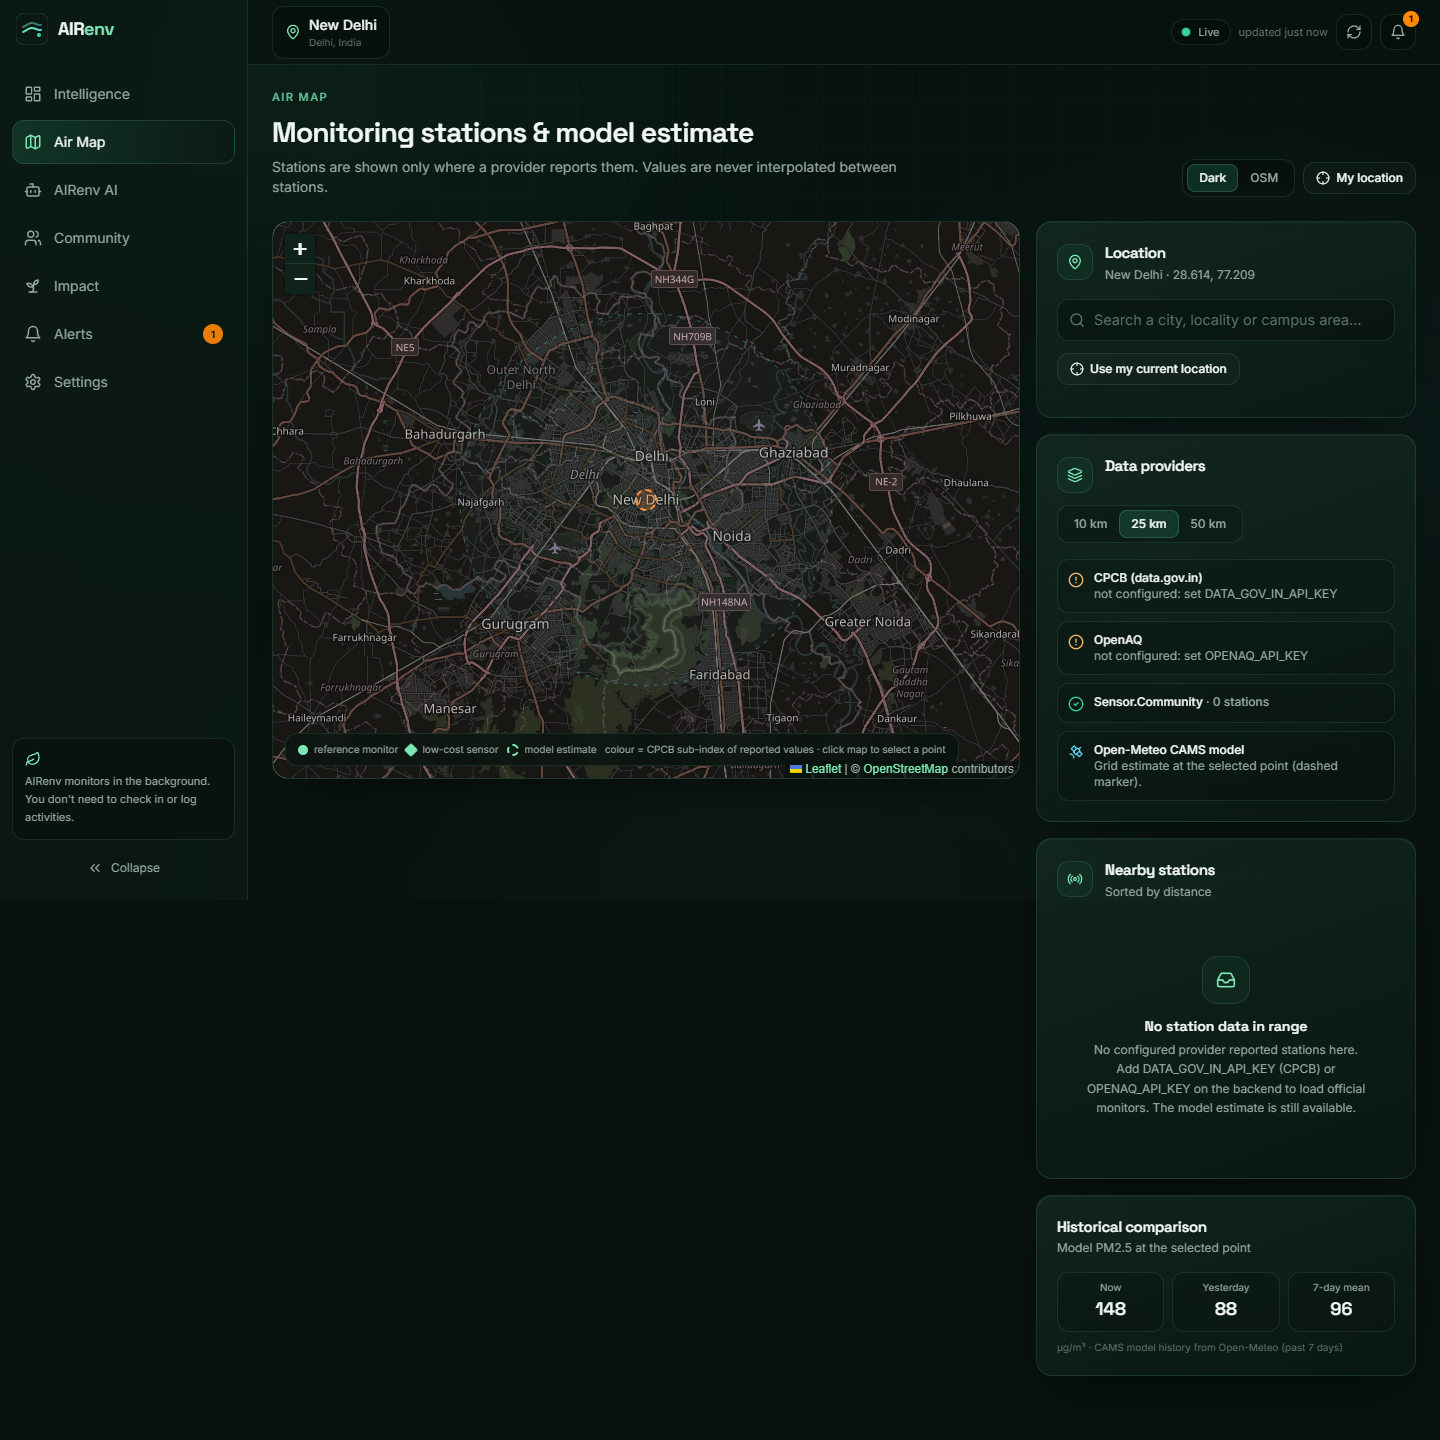 AIRenv
Intelligence
Air Map
AIRenv AI
Community
Impact
Alerts
1
Settings
AIRenv monitors in the background.
You don't need to check in or log
activities.
Collapse
New Delhi
Delhi, India
Live
updated just now
1
AIR MAP
Monitoring stations & model estimate
Stations are shown only where a provider reports them. Values are never interpolated between
stations.
Dark
OSM
My location
+
−
Baghpat
Meerut
Kharkhoda
Kharkhoda
NH344G
Modinagar
Sampla
NE5
NH709B
Outer North
Delhi
Muradnagar
Loni
Ghaziabad
Pilkhuwa
Chhara
Bahadurgarh
Bahadurgarh
Delhi
Ghaziabad
Delhi
NE-2
Dhaulana
Najafgarh
New Delhi
Noida
Dadri
Dadri
ar
NH148NA
Gurugram
Greater Noida
Farrukhnagar
Sikandarab
Gurugram
Sika
Faridabad
Gautam
Buddha
Nagar
Farrukhnagar
Manesar
Haileymandi
Tigaon
Dankaur
reference monitor
low-cost sensor
model estimate
colour = CPCB sub-index of reported values · click map to select a point
Leaflet | © OpenStreetMap contributors
Location
New Delhi · 28.614, 77.209
Search a city, locality or campus area...
Use my current location
Data providers
10 km
25 km
50 km
CPCB (data.gov.in)
not configured: set DATA_GOV_IN_API_KEY
OpenAQ
not configured: set OPENAQ_API_KEY
Sensor.Community · 0 stations
Open-Meteo CAMS model
Grid estimate at the selected point (dashed
marker).
Nearby stations
Sorted by distance
No station data in range
No configured provider reported stations here.
Add DATA_GOV_IN_API_KEY (CPCB) or
OPENAQ_API_KEY on the backend to load official
monitors. The model estimate is still available.
Historical comparison
Model PM2.5 at the selected point
Now
148
Yesterday
88
7-day mean
96
µg/m³ · CAMS model history from Open-Meteo (past 7 days)